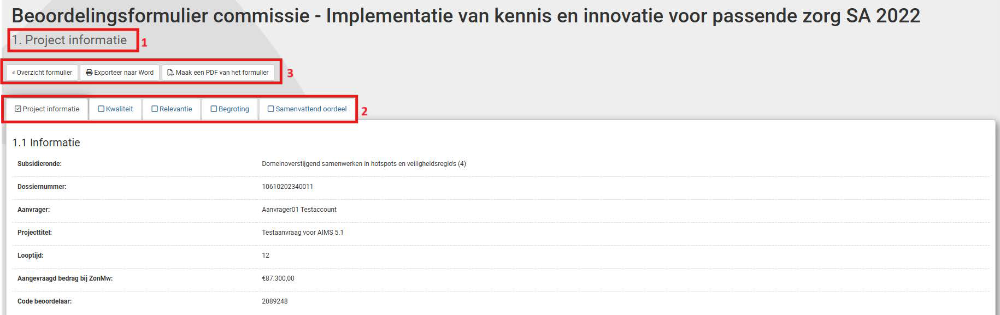 Beoordelingsformulier commissie - Implementatie van kennis en innovatie voor passende zorg SA 2022
1. Project informatie 1
« Overzicht formulier Exporteer naar Word Maak een PDF van het formulier 3
Project informatie Kwaliteit Relevantie Begroting Samenvattend oordeel 2
1.1 Informatie
Subsidieronde: Domeinoverstijgend samenwerken in hotspots en veiligheidsregio's (4)
Dossiernummer: 10610202340011
Aanvrager: Aanvrager01 Testaccount
Projecttitel: Testaanvraag voor AIMS 5.1
Looptijd: 12
Aangevraagd bedrag bij ZonMw: €87.300,00
Code beoordelaar: 2089248